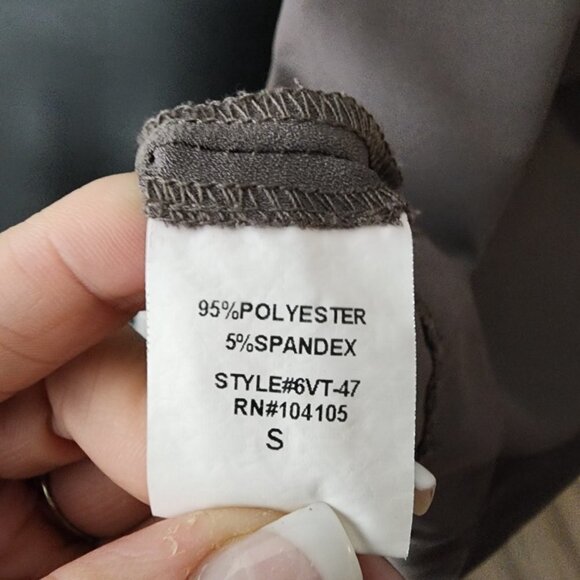 95%POLYESTER
5%SPANDEX
STYLE#6VT-47
RN#104105
S